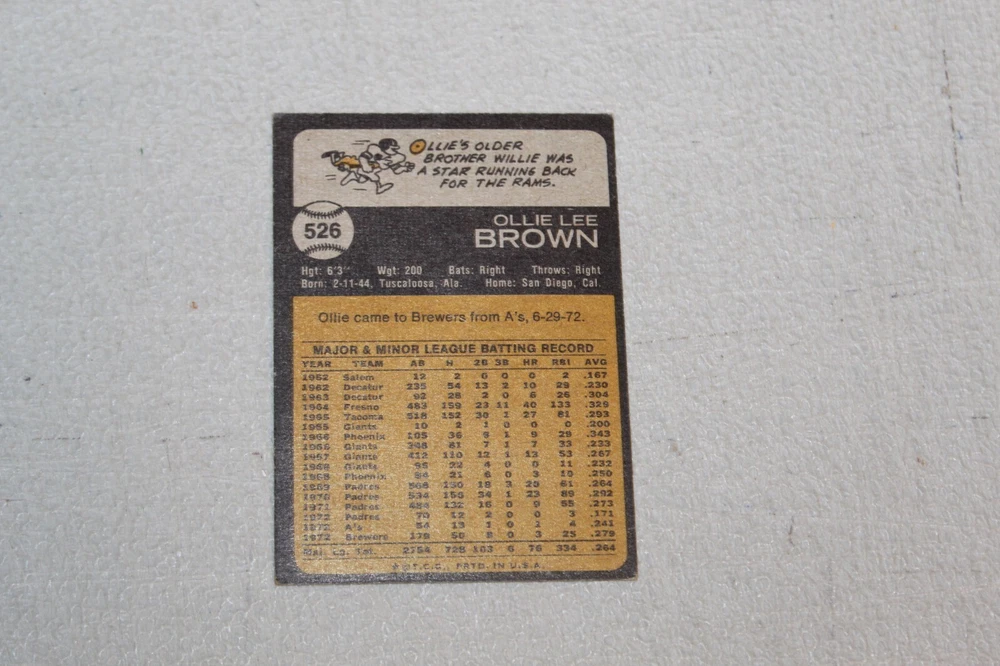 OLLIE'S OLDER
BROTHER WILLIE WAS
A STAR RUNNING BACK
FOR THE RAMS.
526
OLLIE LEE
BROWN
Hgt: 6'3" Wgt: 200 Bats: Right Throws: Right
Born: 2-11-44, Tuscaloosa, Ala. Home: San Diego, Cal.
Ollie came to Brewers from A's, 6-29-72.
MAJOR & MINOR LEAGUE BATTING RECORD
YEAR TEAM AB H 2B 3B HR RBI AVG
1962 Salem 12 2 0 0 0 2 .167
1962 Decatur 235 54 13 2 10 29 .230
1963 Decatur 92 28 2 0 6 26 .304
1964 Fresno 483 159 23 11 40 133 .329
1965 Tacoma 518 152 30 1 27 81 .293
1965 Giants 10 2 1 0 0 0 .200
1966 Phoenix 105 36 9 1 9 29 .343
1966 Giants 348 81 7 1 7 33 .233
1967 Giants 412 110 12 1 13 53 .267
1968 Giants 95 22 4 0 0 11 .232
1968 Phoenix 84 21 6 0 3 10 .250
1969 Padres 568 150 18 3 20 61 .264
1970 Padres 534 156 34 1 23 89 .292
1971 Padres 484 132 16 0 9 55 .273
1972 Padres 70 12 2 0 0 3 .171
1972 A's 54 13 1 0 1 4 .241
1972 Brewers 179 50 8 0 3 25 .279
Maj. Lg. Tot. 2754 728 103 6 76 334 .264
© T.C.G. PRTD. IN U.S.A.